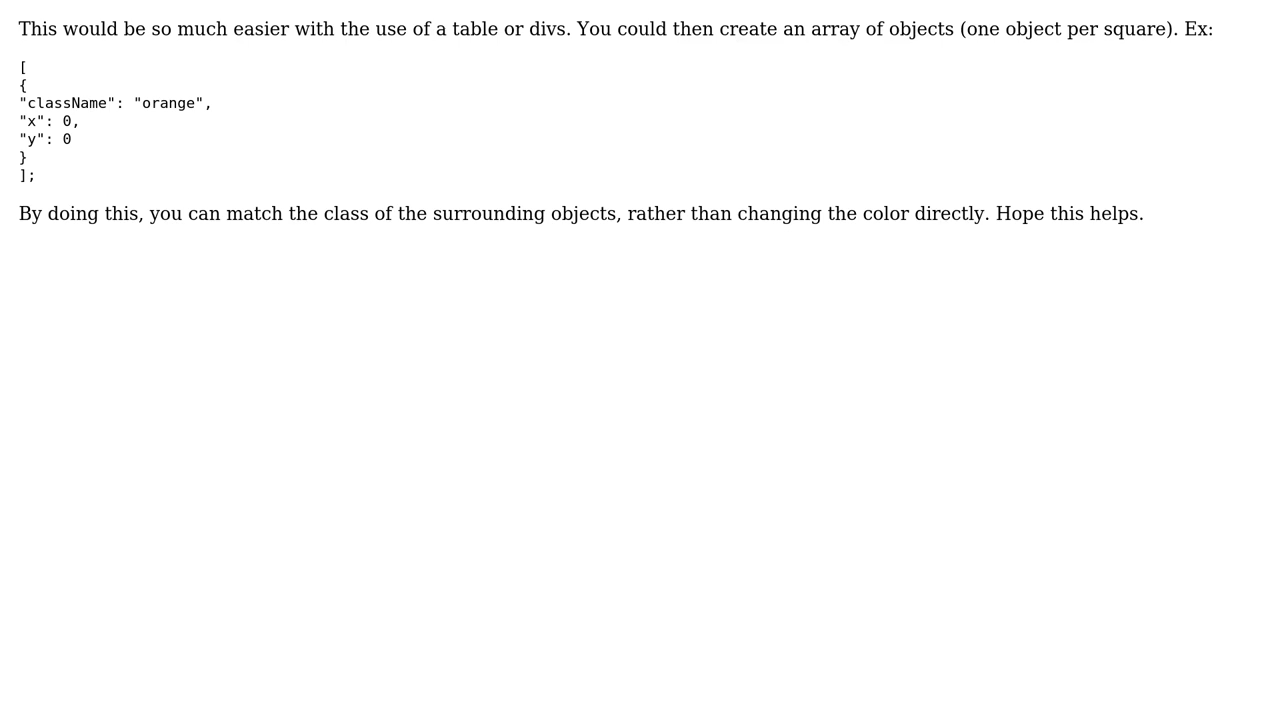 This would be so much easier with the use of a table or divs. You could then create an array of objects (one object per square). Ex:
[
{
"className": "orange",
"x": 0,
"y": 0
}
];
By doing this, you can match the class of the surrounding objects, rather than changing the color directly. Hope this helps.